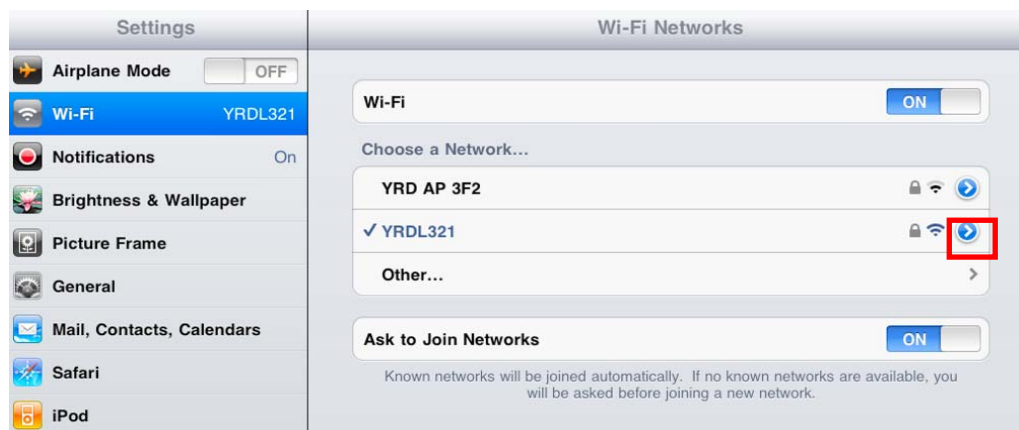 Settings
Airplane Mode OFF
Wi-Fi YRDL321
Notifications On
Brightness & Wallpaper
Picture Frame
General
Mail, Contacts, Calendars
Safari
iPod
Wi-Fi Networks
Wi-Fi ON
Choose a Network...
YRD AP 3F2
✓ YRDL321
Other...
Ask to Join Networks ON
Known networks will be joined automatically. If no known networks are available, you
will be asked before joining a new network.